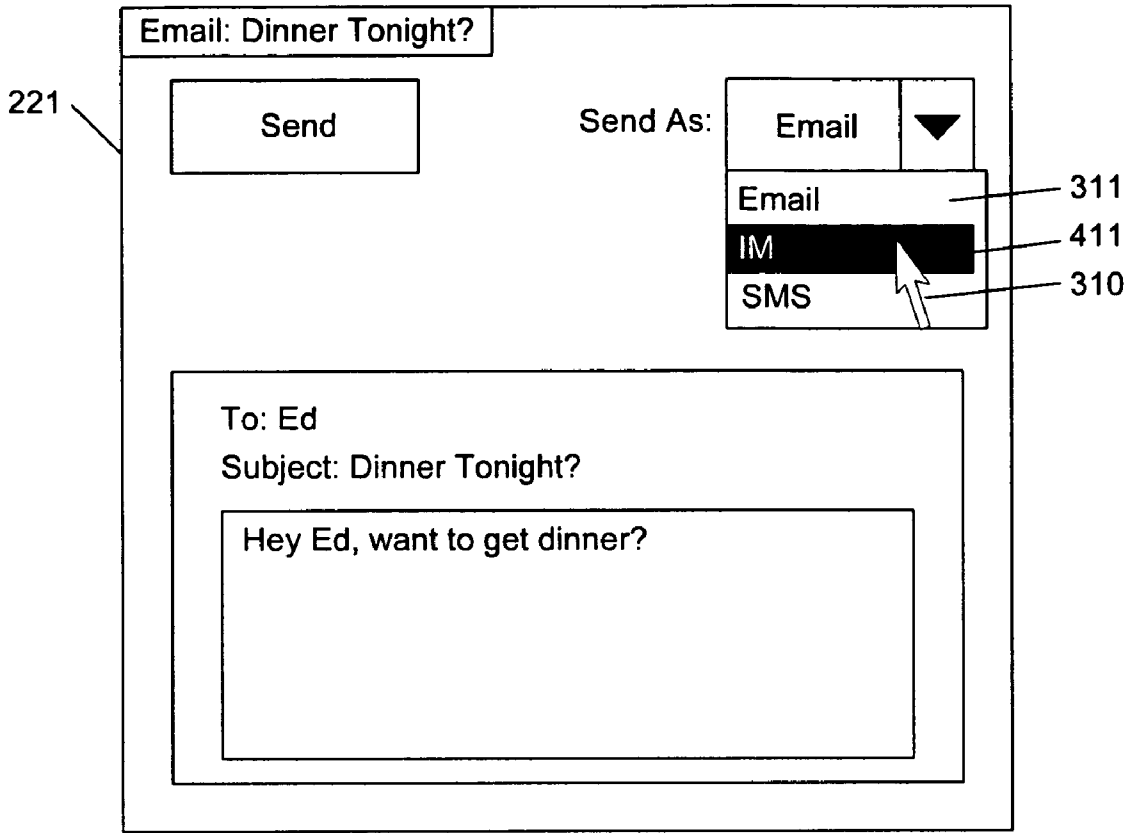 Email: Dinner Tonight?
221
Send
Send As:
Email
Email
311
IM
411
SMS
310
To: Ed
Subject: Dinner Tonight?
Hey Ed, want to get dinner?